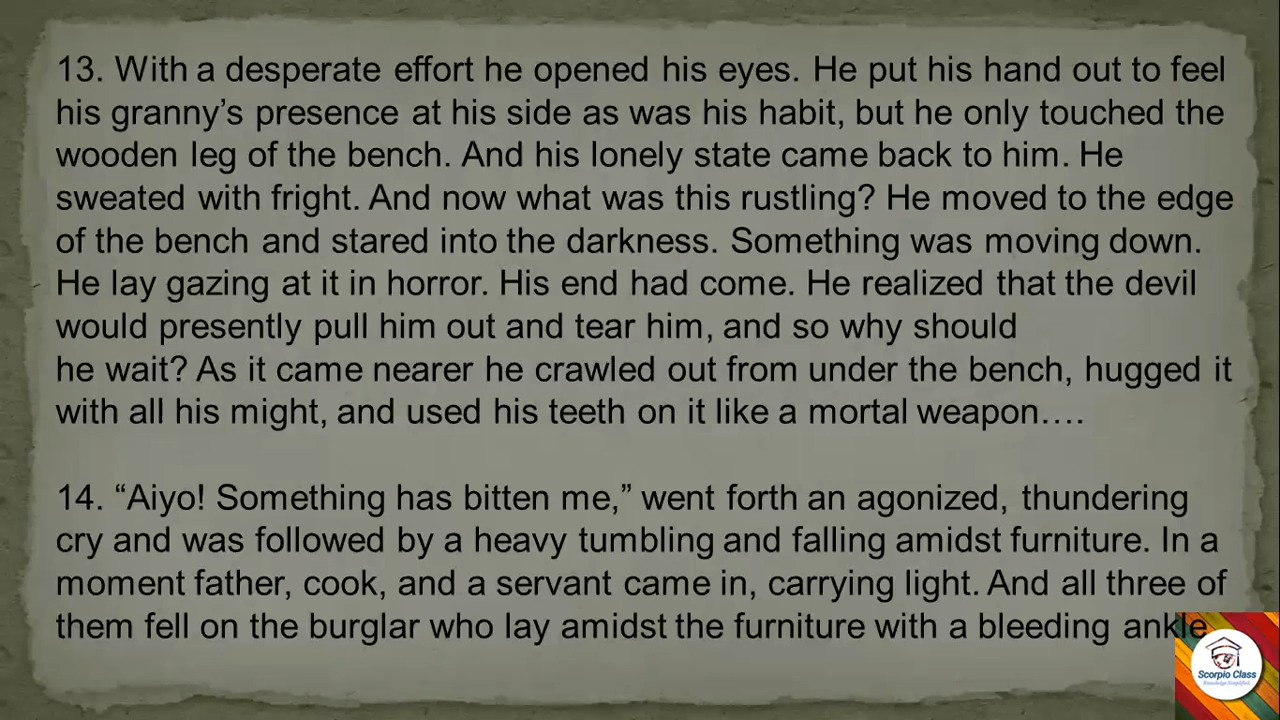 13. With a desperate effort he opened his eyes. He put his hand out to feel
his granny’s presence at his side as was his habit, but he only touched the
wooden leg of the bench. And his lonely state came back to him. He
sweated with fright. And now what was this rustling? He moved to the edge
of the bench and stared into the darkness. Something was moving down.
He lay gazing at it in horror. His end had come. He realized that the devil
would presently pull him out and tear him, and so why should
he wait? As it came nearer he crawled out from under the bench, hugged it
with all his might, and used his teeth on it like a mortal weapon….
14. “Aiyo! Something has bitten me,” went forth an agonized, thundering
cry and was followed by a heavy tumbling and falling amidst furniture. In a
moment father, cook, and a servant came in, carrying light. And all three of
them fell on the burglar who lay amidst the furniture with a bleeding ankle
Scorpio Class